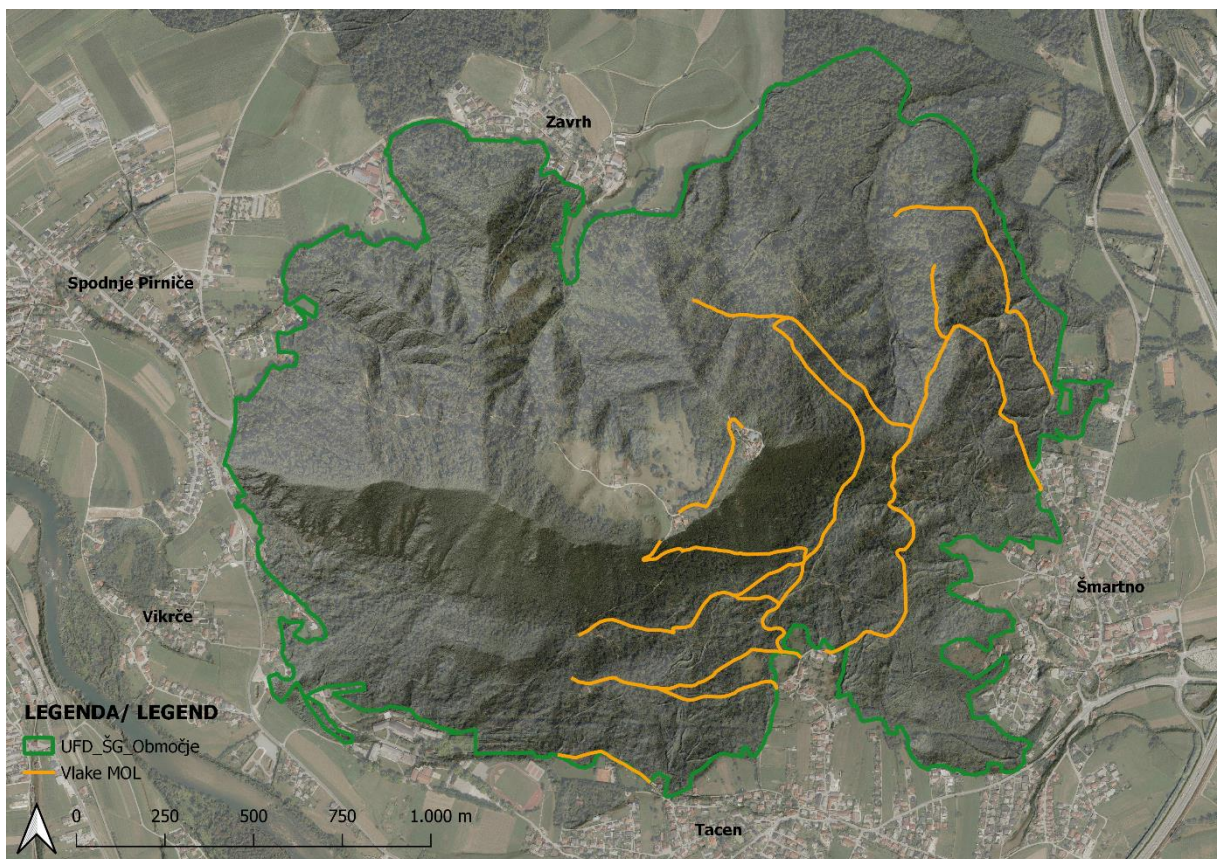 Zavrh
Spodnje Pirniče
Šmartno
Vikrče
LEGENDA/ LEGEND
UFD_ŠG_Območje
Vlake MOL
0 250 500 750 1.000 m
Tacen